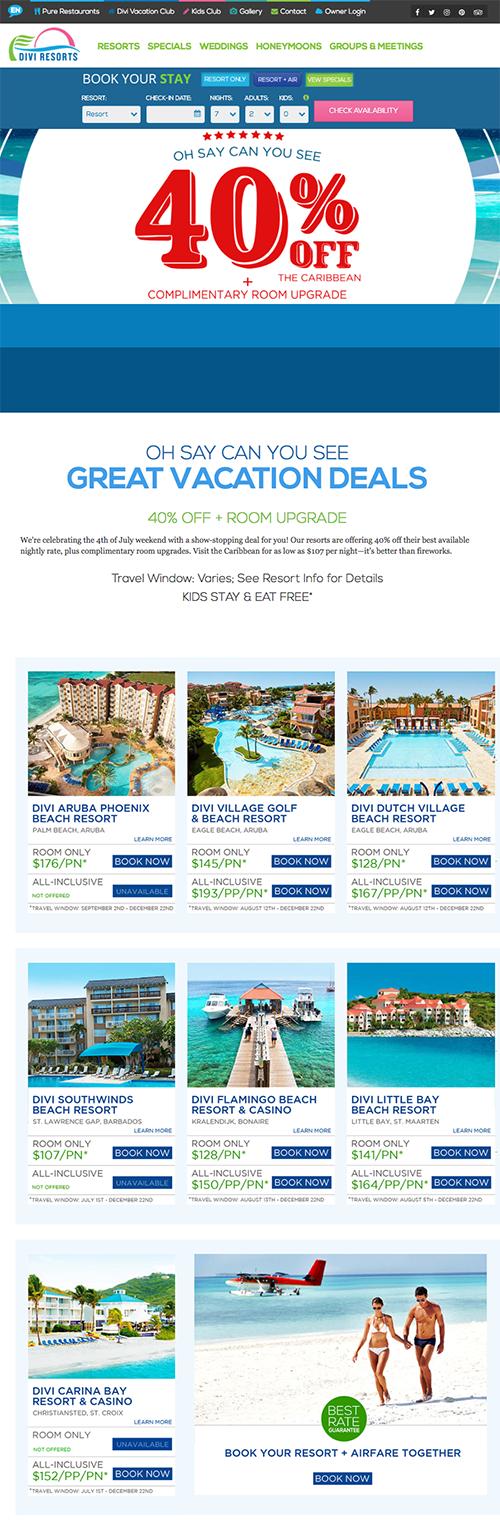 EN Pure Restaurants Divi Vacation Club Kids Club Gallery Contact Owner Login
DIVI RESORTS
RESORTS SPECIALS WEDDINGS HONEYMOONS GROUPS & MEETINGS
BOOK YOUR STAY RESORT ONLY RESORT + AIR VIEW SPECIALS
RESORT: CHECK-IN DATE: NIGHTS: ADULTS: KIDS:
Resort 7 2 0 CHECK AVAILABILITY
OH SAY CAN YOU SEE
40% OFF
THE CARIBBEAN
+
COMPLIMENTARY ROOM UPGRADE
OH SAY CAN YOU SEE
GREAT VACATION DEALS
40% OFF + ROOM UPGRADE
We're celebrating the 4th of July weekend with a show-stopping deal for you! Our resorts are offering 40% off their best available
nightly rate, plus complimentary room upgrades. Visit the Caribbean for as low as $107 per night—it's better than fireworks.
Travel Window: Varies; See Resort Info for Details
KIDS STAY & EAT FREE*
DIVI ARUBA PHOENIX
BEACH RESORT
PALM BEACH, ARUBA
LEARN MORE
ROOM ONLY
$176/PN* BOOK NOW
ALL-INCLUSIVE
NOT OFFERED UNAVAILABLE
*TRAVEL WINDOW: SEPTEMBER 2ND - DECEMBER 22ND
DIVI VILLAGE GOLF
& BEACH RESORT
EAGLE BEACH, ARUBA
LEARN MORE
ROOM ONLY
$145/PN* BOOK NOW
ALL-INCLUSIVE
$193/PP/PN* BOOK NOW
*TRAVEL WINDOW: AUGUST 12TH - DECEMBER 22ND
DIVI DUTCH VILLAGE
BEACH RESORT
EAGLE BEACH, ARUBA
LEARN MORE
ROOM ONLY
$128/PN* BOOK NOW
ALL-INCLUSIVE
$167/PP/PN* BOOK NOW
*TRAVEL WINDOW: AUGUST 12TH - DECEMBER 22ND
DIVI SOUTHWINDS
BEACH RESORT
ST. LAWRENCE GAP, BARBADOS
LEARN MORE
ROOM ONLY
$107/PN* BOOK NOW
ALL-INCLUSIVE
NOT OFFERED UNAVAILABLE
*TRAVEL WINDOW: JULY 1ST - DECEMBER 22ND
DIVI FLAMINGO BEACH
RESORT & CASINO
KRALENDIJK, BONAIRE
LEARN MORE
ROOM ONLY
$128/PN* BOOK NOW
ALL-INCLUSIVE
$150/PP/PN* BOOK NOW
*TRAVEL WINDOW: AUGUST 13TH - DECEMBER 22ND
DIVI LITTLE BAY
BEACH RESORT
LITTLE BAY, ST. MAARTEN
LEARN MORE
ROOM ONLY
$141/PN* BOOK NOW
ALL-INCLUSIVE
$164/PP/PN* BOOK NOW
*TRAVEL WINDOW: AUGUST 5TH - DECEMBER 22ND
DIVI CARINA BAY
RESORT & CASINO
CHRISTIANSTED, ST. CROIX
LEARN MORE
ROOM ONLY
NOT OFFERED UNAVAILABLE
ALL-INCLUSIVE
$152/PP/PN* BOOK NOW
*TRAVEL WINDOW: JULY 1ST - DECEMBER 22ND
BEST
RATE
GUARANTEE
BOOK YOUR RESORT + AIRFARE TOGETHER
BOOK NOW